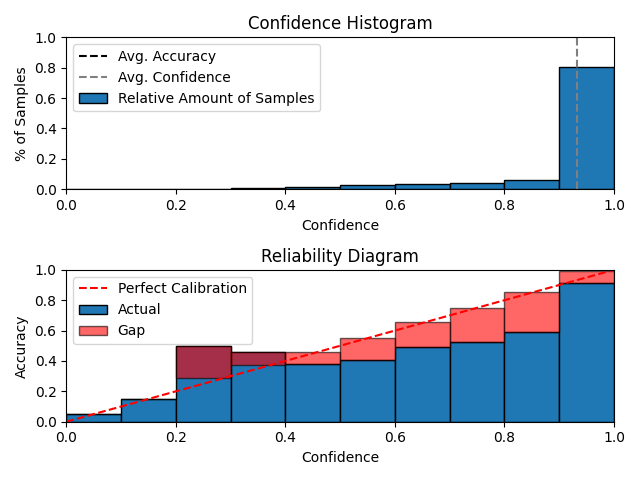 Confidence Histogram
1.0
0.8
0.6
0.4
0.2
0.0
% of Samples
Avg. Accuracy
Avg. Confidence
Relative Amount of Samples
0.0 0.2 0.4 0.6 0.8 1.0
Confidence
Reliability Diagram
1.0
0.8
0.6
0.4
0.2
0.0
Accuracy
Perfect Calibration
Actual
Gap
0.0 0.2 0.4 0.6 0.8 1.0
Confidence